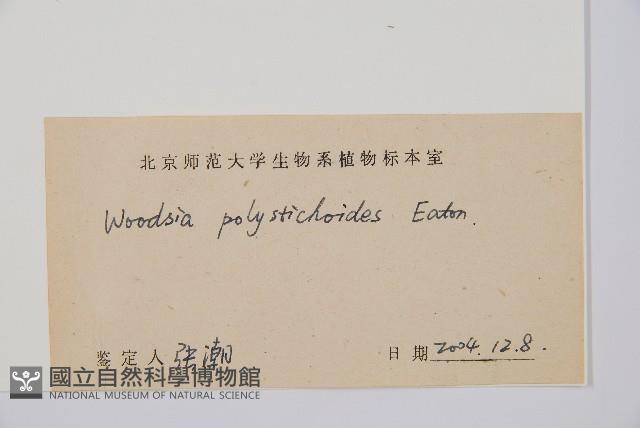 北京师范大学生物系植物标本室
Woodsia polystichoides Eaton.
鉴定人 张潮 日期 2004.12.8.
國立自然科學博物館
NATIONAL MUSEUM OF NATURAL SCIENCE